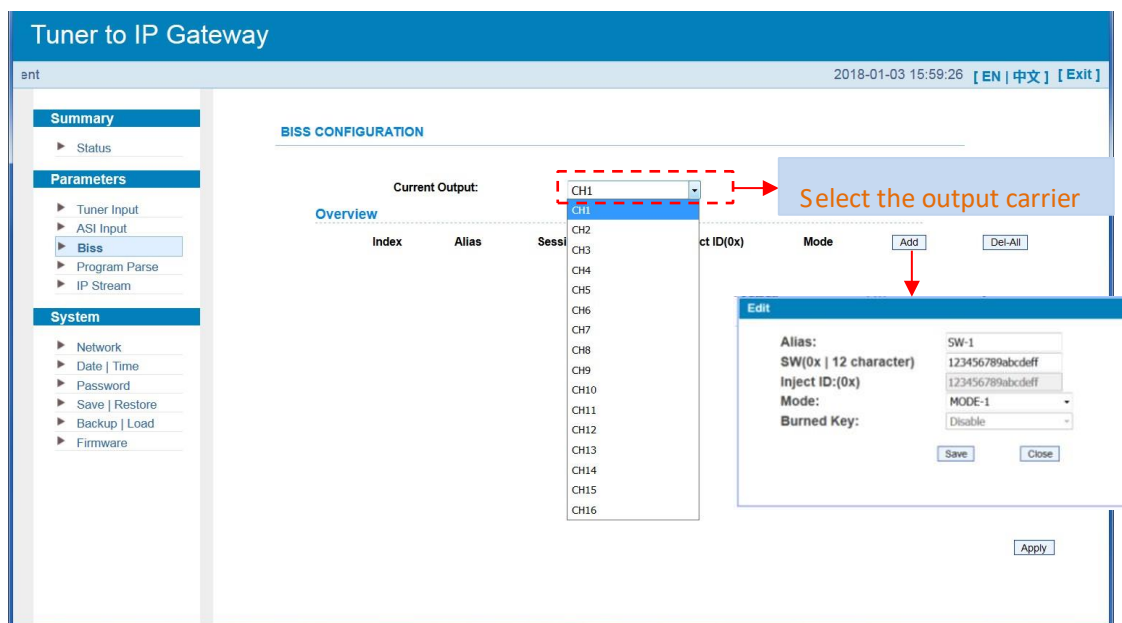 Tuner to IP Gateway
ent
2018-01-03 15:59:26 [ EN | 中文 ] [ Exit ]
Summary
Status
Parameters
Tuner Input
ASI Input
Biss
Program Parse
IP Stream
System
Network
Date | Time
Password
Save | Restore
Backup | Load
Firmware
BISS CONFIGURATION
Current Output: CH1
Select the output carrier
Overview
Index Alias Sessi ct ID(0x) Mode Add Del-All
CH1
CH2
CH3
CH4
CH5
CH6
CH7
CH8
CH9
CH10
CH11
CH12
CH13
CH14
CH15
CH16
Edit
Alias: SW-1
SW(0x | 12 character) 123456789abcdeff
Inject ID:(0x) 123456789abcdeff
Mode: MODE-1
Burned Key: Disable
Save Close
Apply